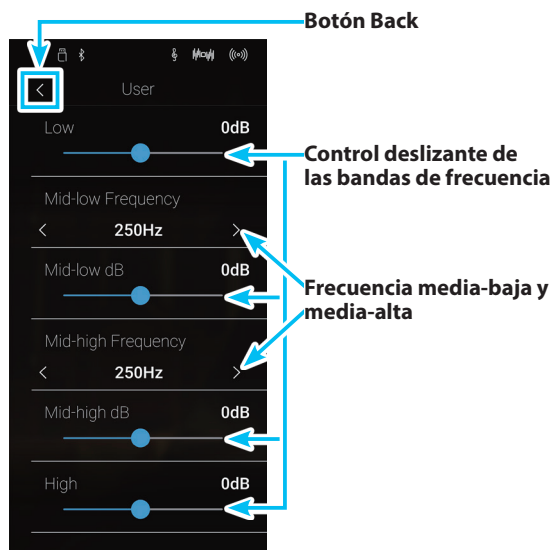 Botón Back
User
Low 0dB
Control deslizante de
las bandas de frecuencia
Mid-low Frequency
250Hz
Mid-low dB 0dB
Frecuencia media-baja y
media-alta
Mid-high Frequency
250Hz
Mid-high dB 0dB
High 0dB